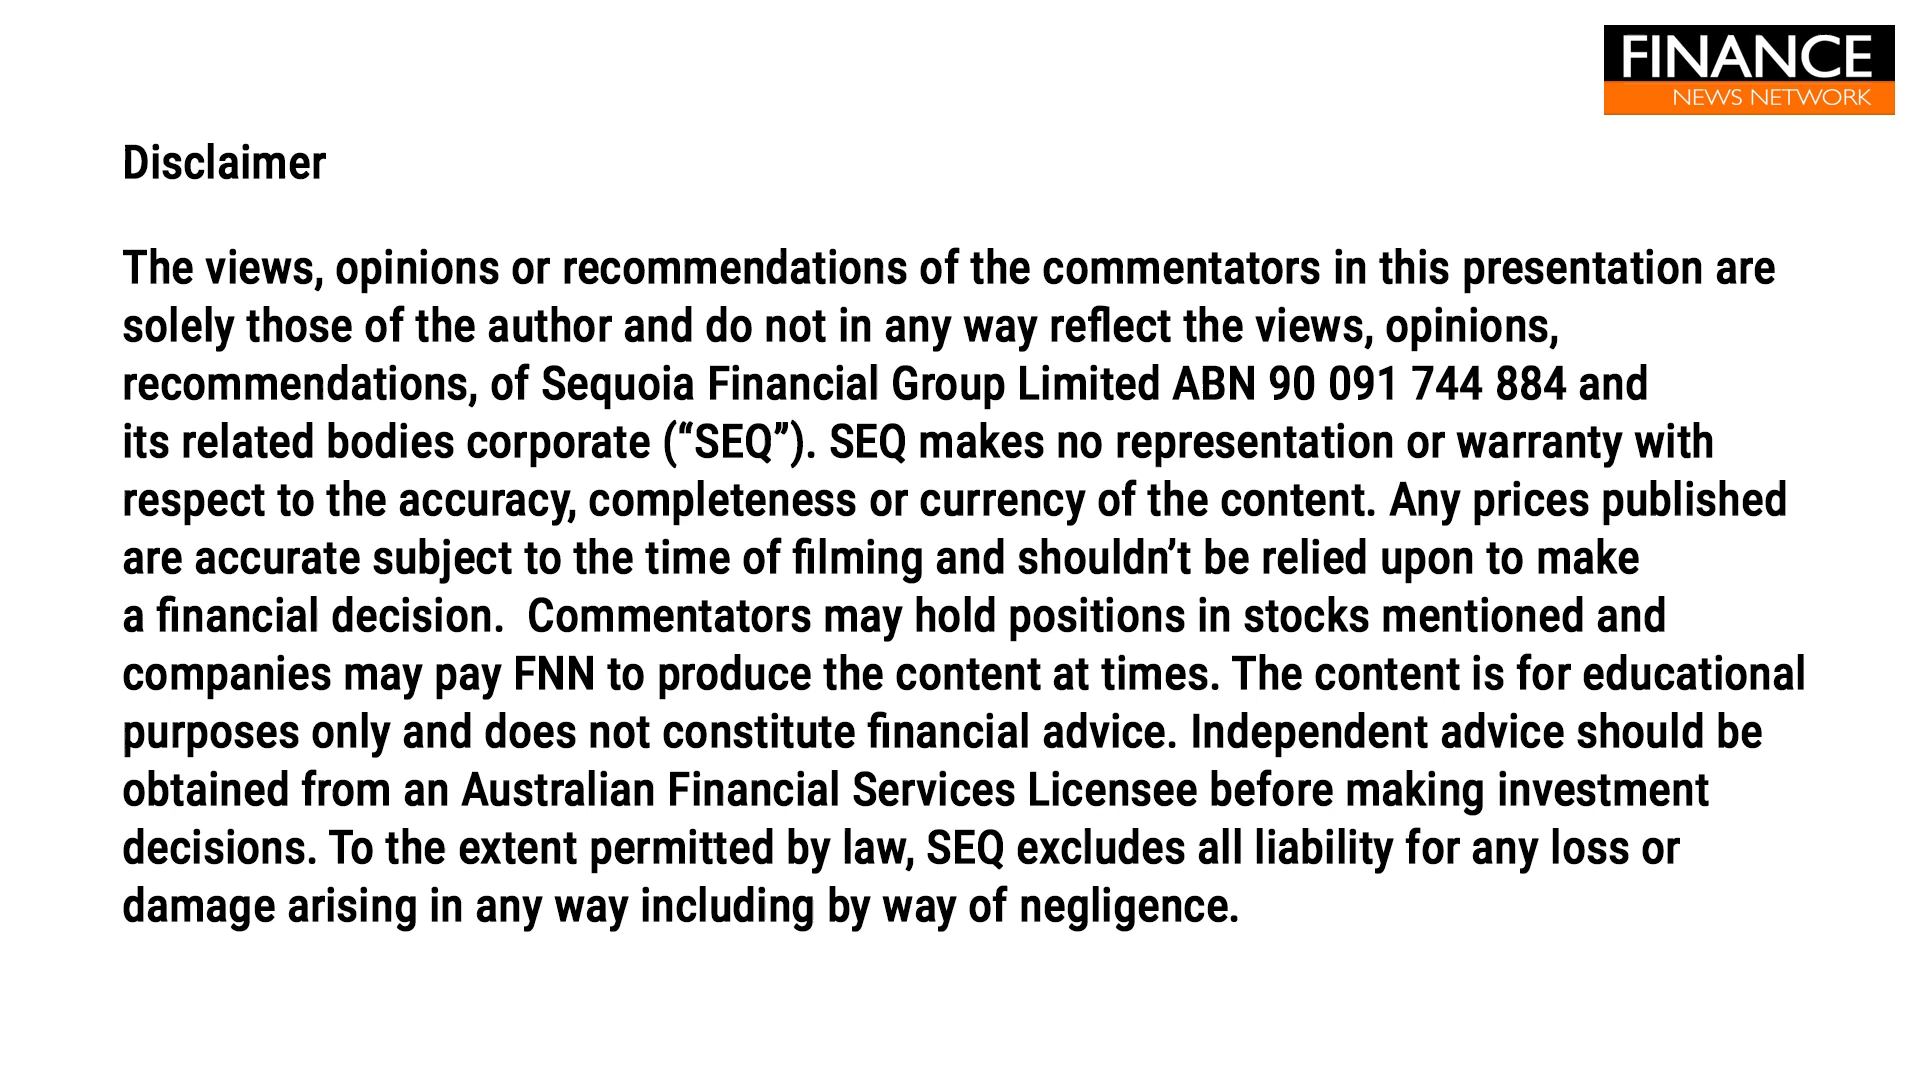 FINANCE
NEWS NETWORK
Disclaimer
The views, opinions or recommendations of the commentators in this presentation are
solely those of the author and do not in any way reflect the views, opinions,
recommendations, of Sequoia Financial Group Limited ABN 90 091 744 884 and
its related bodies corporate (“SEQ”). SEQ makes no representation or warranty with
respect to the accuracy, completeness or currency of the content. Any prices published
are accurate subject to the time of filming and shouldn’t be relied upon to make
a financial decision.  Commentators may hold positions in stocks mentioned and
companies may pay FNN to produce the content at times. The content is for educational
purposes only and does not constitute financial advice. Independent advice should be
obtained from an Australian Financial Services Licensee before making investment
decisions. To the extent permitted by law, SEQ excludes all liability for any loss or
damage arising in any way including by way of negligence.